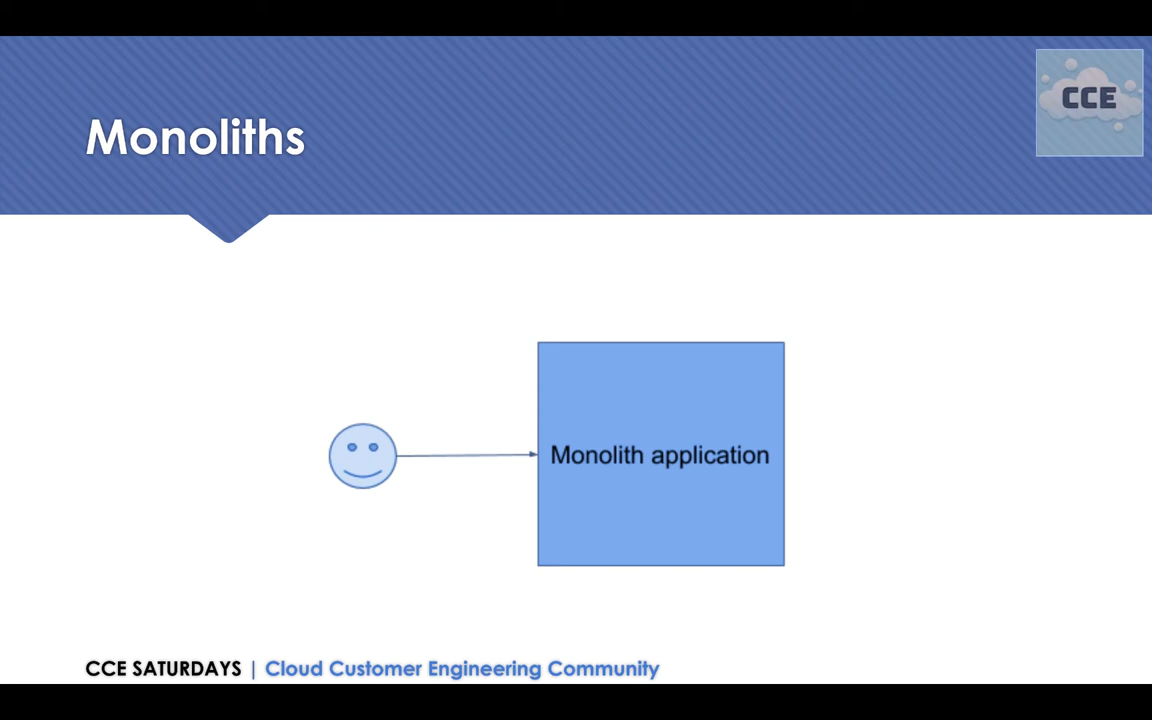 CCE
Monoliths
Monolith application
CCE SATURDAYS | Cloud Customer Engineering Community